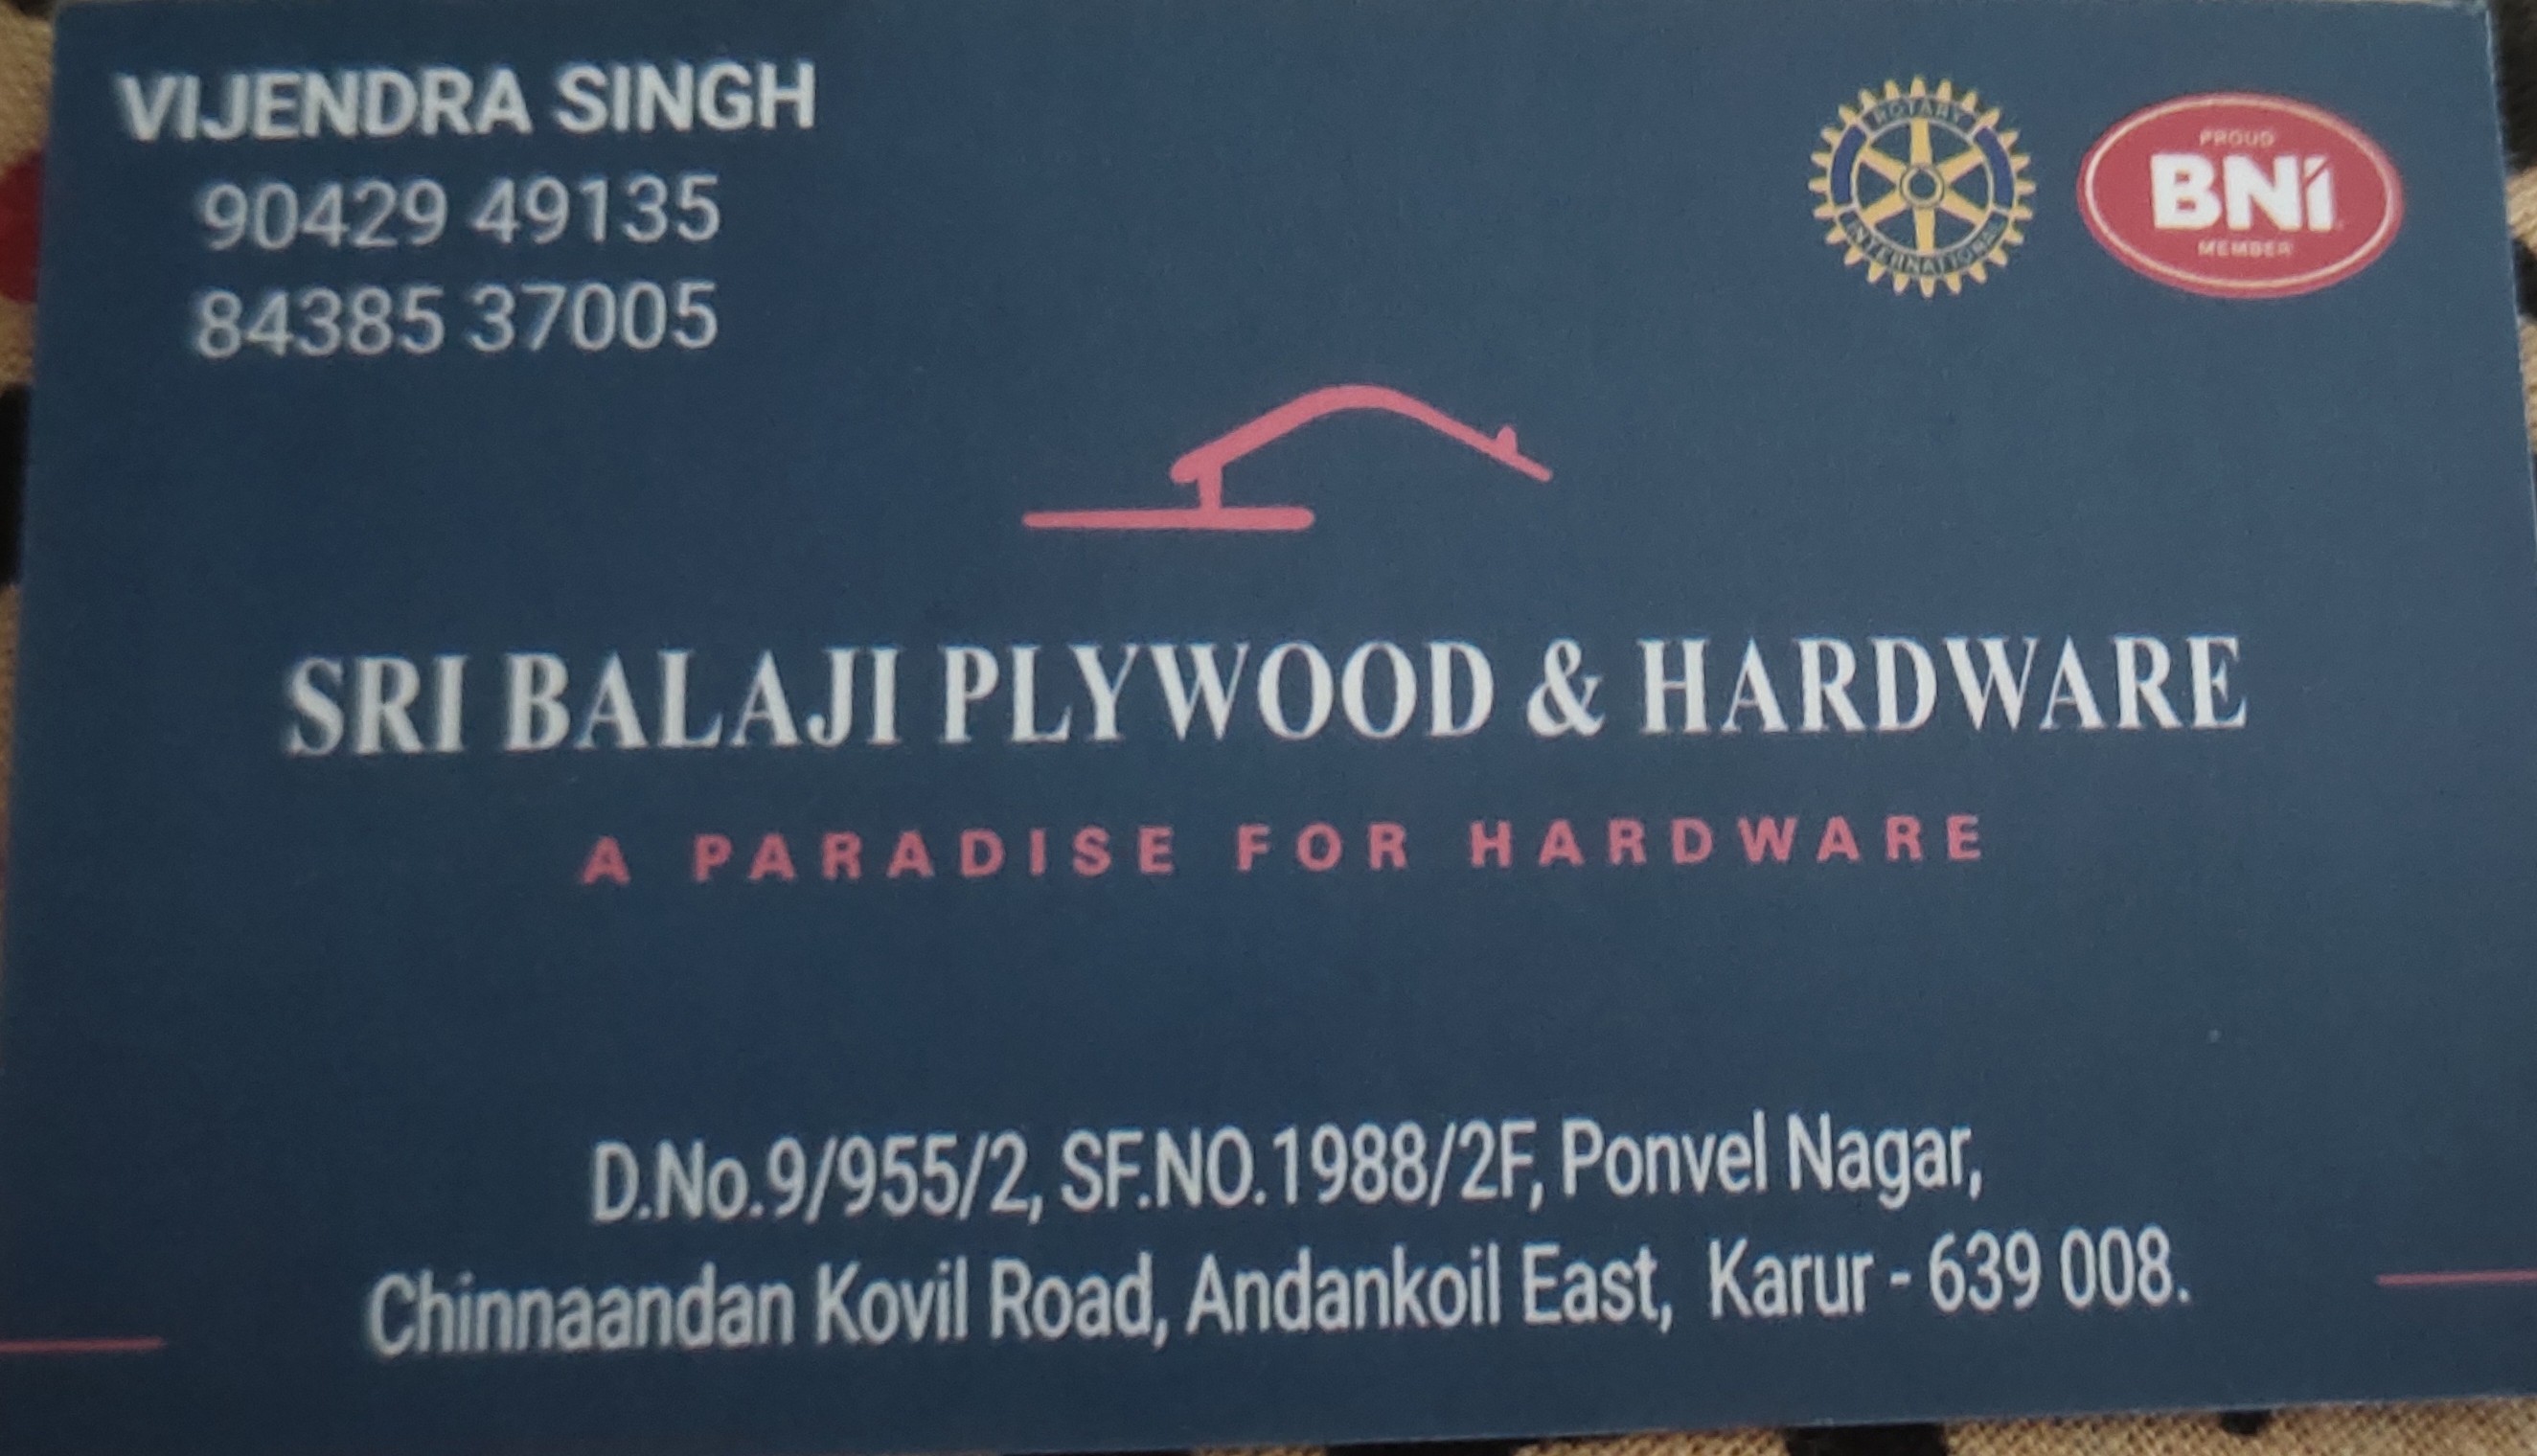 VIJENDRA SINGH
90429 49135
84385 37005
ROTARY
INTERNATIONAL
PROUD
BNI
MEMBER
SRI BALAJI PLYWOOD & HARDWARE
A PARADISE FOR HARDWARE
D.No.9/955/2, SF.NO.1988/2F, Ponvel Nagar,
Chinnaandan Kovil Road, Andankoil East, Karur - 639 008.